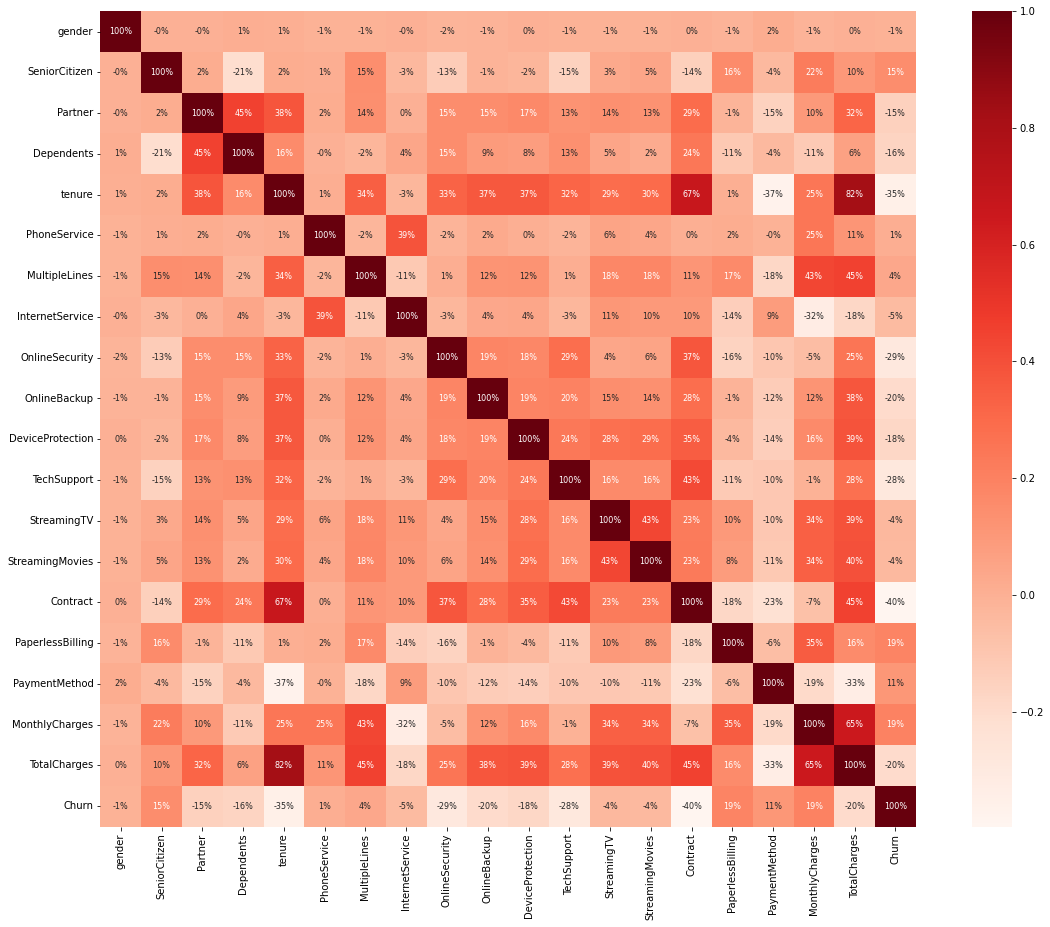 gender 100% -0% -0% 1% 1% -1% -1% -0% -2% -1% 0% -1% -1% -1% 0% -1% 2% -1% 0% -1%
SeniorCitizen -0% 100% 2% -21% 2% 1% 15% -3% -13% -1% -2% -15% 3% 5% -14% 16% -4% 22% 10% 15%
Partner -0% 2% 100% 45% 38% 2% 14% 0% 15% 15% 17% 13% 14% 13% 29% -1% -15% 10% 32% -15%
Dependents 1% -21% 45% 100% 16% -0% -2% 4% 15% 9% 8% 13% 5% 2% 24% -11% -4% -11% 6% -16%
tenure 1% 2% 38% 16% 100% 1% 34% -3% 33% 37% 37% 32% 29% 30% 67% 1% -37% 25% 82% -35%
PhoneService -1% 1% 2% -0% 1% 100% -2% 39% -2% 2% 0% -2% 6% 4% 0% 2% -0% 25% 11% 1%
MultipleLines -1% 15% 14% -2% 34% -2% 100% -11% 1% 12% 12% 1% 18% 18% 11% 17% -18% 43% 45% 4%
InternetService -0% -3% 0% 4% -3% 39% -11% 100% -3% 4% 4% -3% 11% 10% 10% -14% 9% -32% -18% -5%
OnlineSecurity -2% -13% 15% 15% 33% -2% 1% -3% 100% 19% 18% 29% 4% 6% 37% -16% -10% -5% 25% -29%
OnlineBackup -1% -1% 15% 9% 37% 2% 12% 4% 19% 100% 19% 20% 15% 14% 28% -1% -12% 12% 38% -20%
DeviceProtection 0% -2% 17% 8% 37% 0% 12% 4% 18% 19% 100% 24% 28% 29% 35% -4% -14% 16% 39% -18%
TechSupport -1% -15% 13% 13% 32% -2% 1% -3% 29% 20% 24% 100% 16% 16% 43% -11% -10% -1% 28% -28%
StreamingTV -1% 3% 14% 5% 29% 6% 18% 11% 4% 15% 28% 16% 100% 43% 23% 10% -10% 34% 39% -4%
StreamingMovies -1% 5% 13% 2% 30% 4% 18% 10% 6% 14% 29% 16% 43% 100% 23% 8% -11% 34% 40% -4%
Contract 0% -14% 29% 24% 67% 0% 11% 10% 37% 28% 35% 43% 23% 23% 100% -18% -23% -7% 45% -40%
PaperlessBilling -1% 16% -1% -11% 1% 2% 17% -14% -16% -1% -4% -11% 10% 8% -18% 100% -6% 35% 16% 19%
PaymentMethod 2% -4% -15% -4% -37% -0% -18% 9% -10% -12% -14% -10% -10% -11% -23% -6% 100% -19% -33% 11%
MonthlyCharges -1% 22% 10% -11% 25% 25% 43% -32% -5% 12% 16% -1% 34% 34% -7% 35% -19% 100% 65% 19%
TotalCharges 0% 10% 32% 6% 82% 11% 45% -18% 25% 38% 39% 28% 39% 40% 45% 16% -33% 65% 100% -20%
Churn -1% 15% -15% -16% -35% 1% 4% -5% -29% -20% -18% -28% -4% -4% -40% 19% 11% 19% -20% 100%
gender
SeniorCitizen
Partner
Dependents
tenure
PhoneService
MultipleLines
InternetService
OnlineSecurity
OnlineBackup
DeviceProtection
TechSupport
StreamingTV
StreamingMovies
Contract
PaperlessBilling
PaymentMethod
MonthlyCharges
TotalCharges
Churn
1.0
0.8
0.6
0.4
0.2
0.0
−0.2